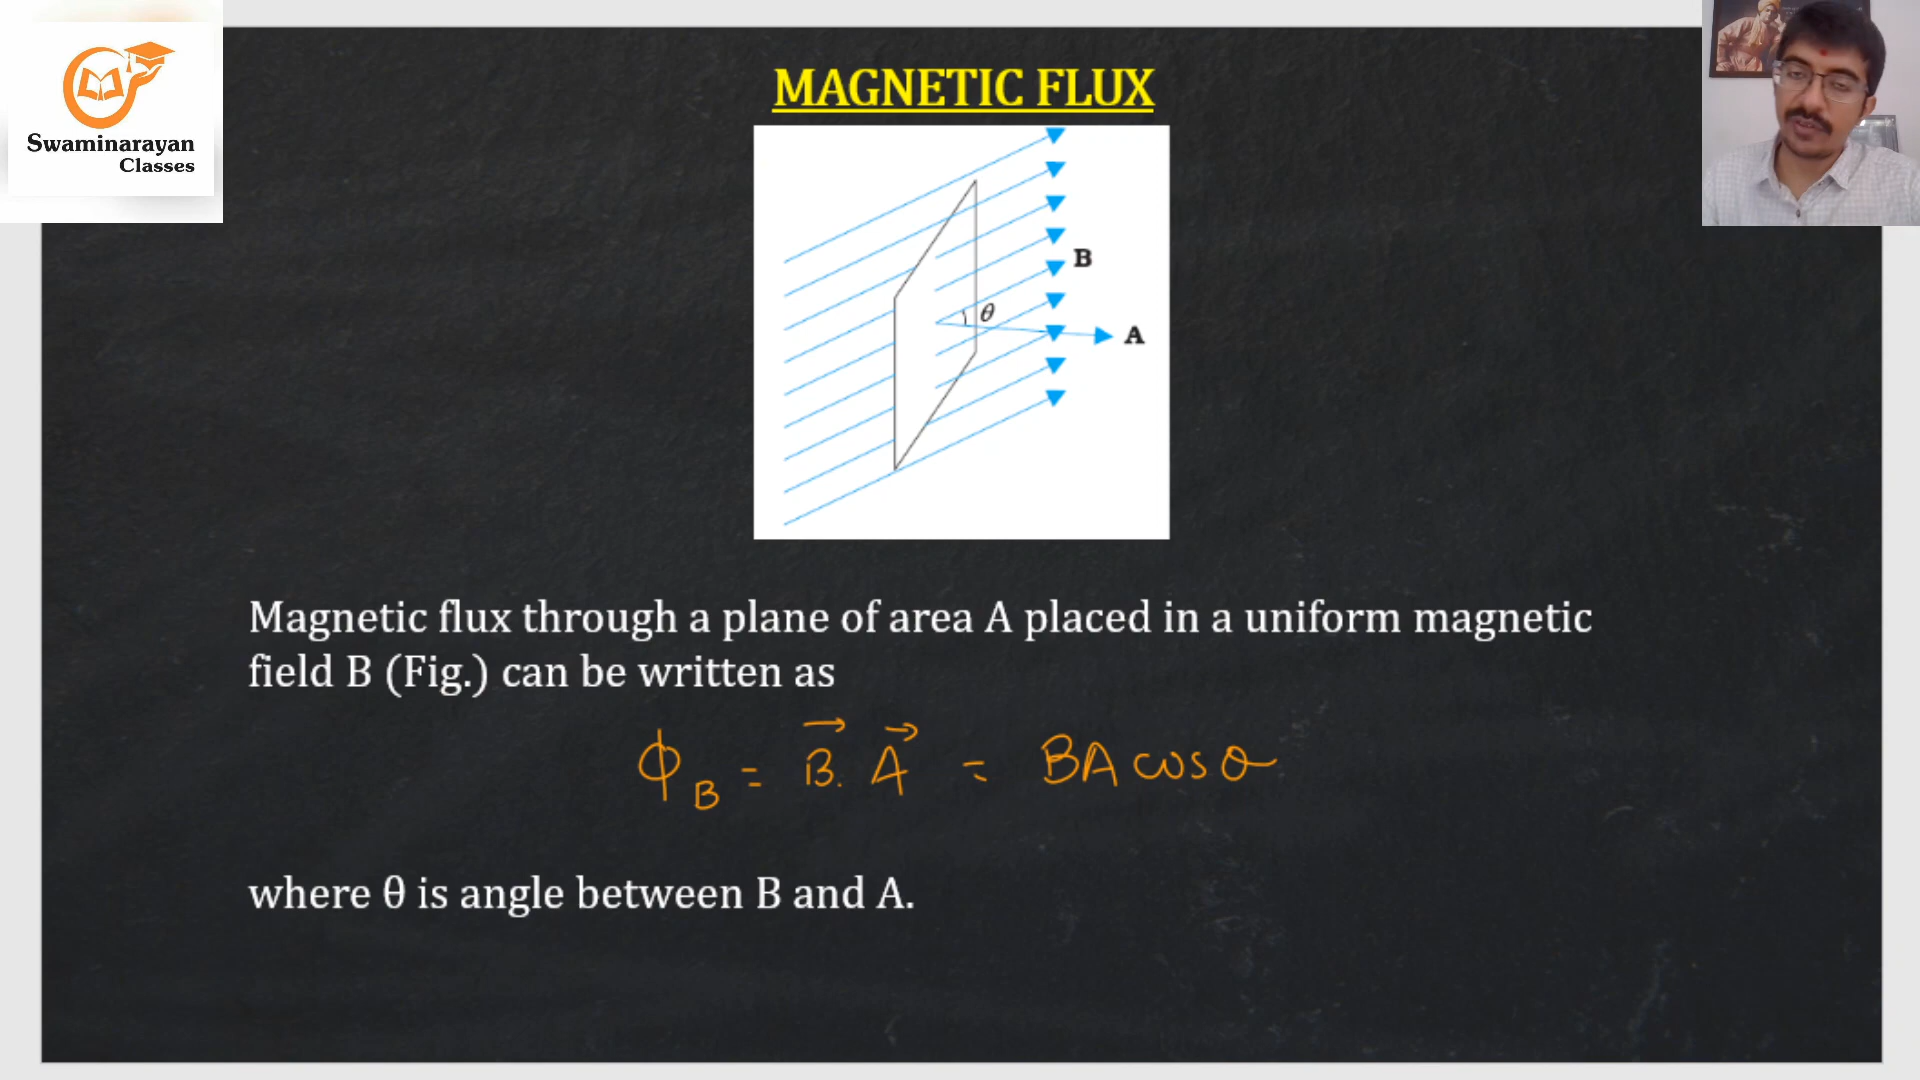 Swaminarayan
Classes
MAGNETIC FLUX
B
θ
A
Magnetic flux through a plane of area A placed in a uniform magnetic
field B (Fig.) can be written as
ϕ_B = B⃗ . A⃗ = BA cos θ
where θ is angle between B and A.